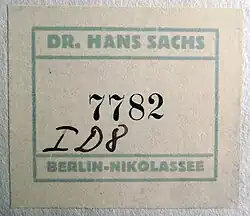 DR. HANS SACHS
7782
ID8
BERLIN-NIKOLASSEE